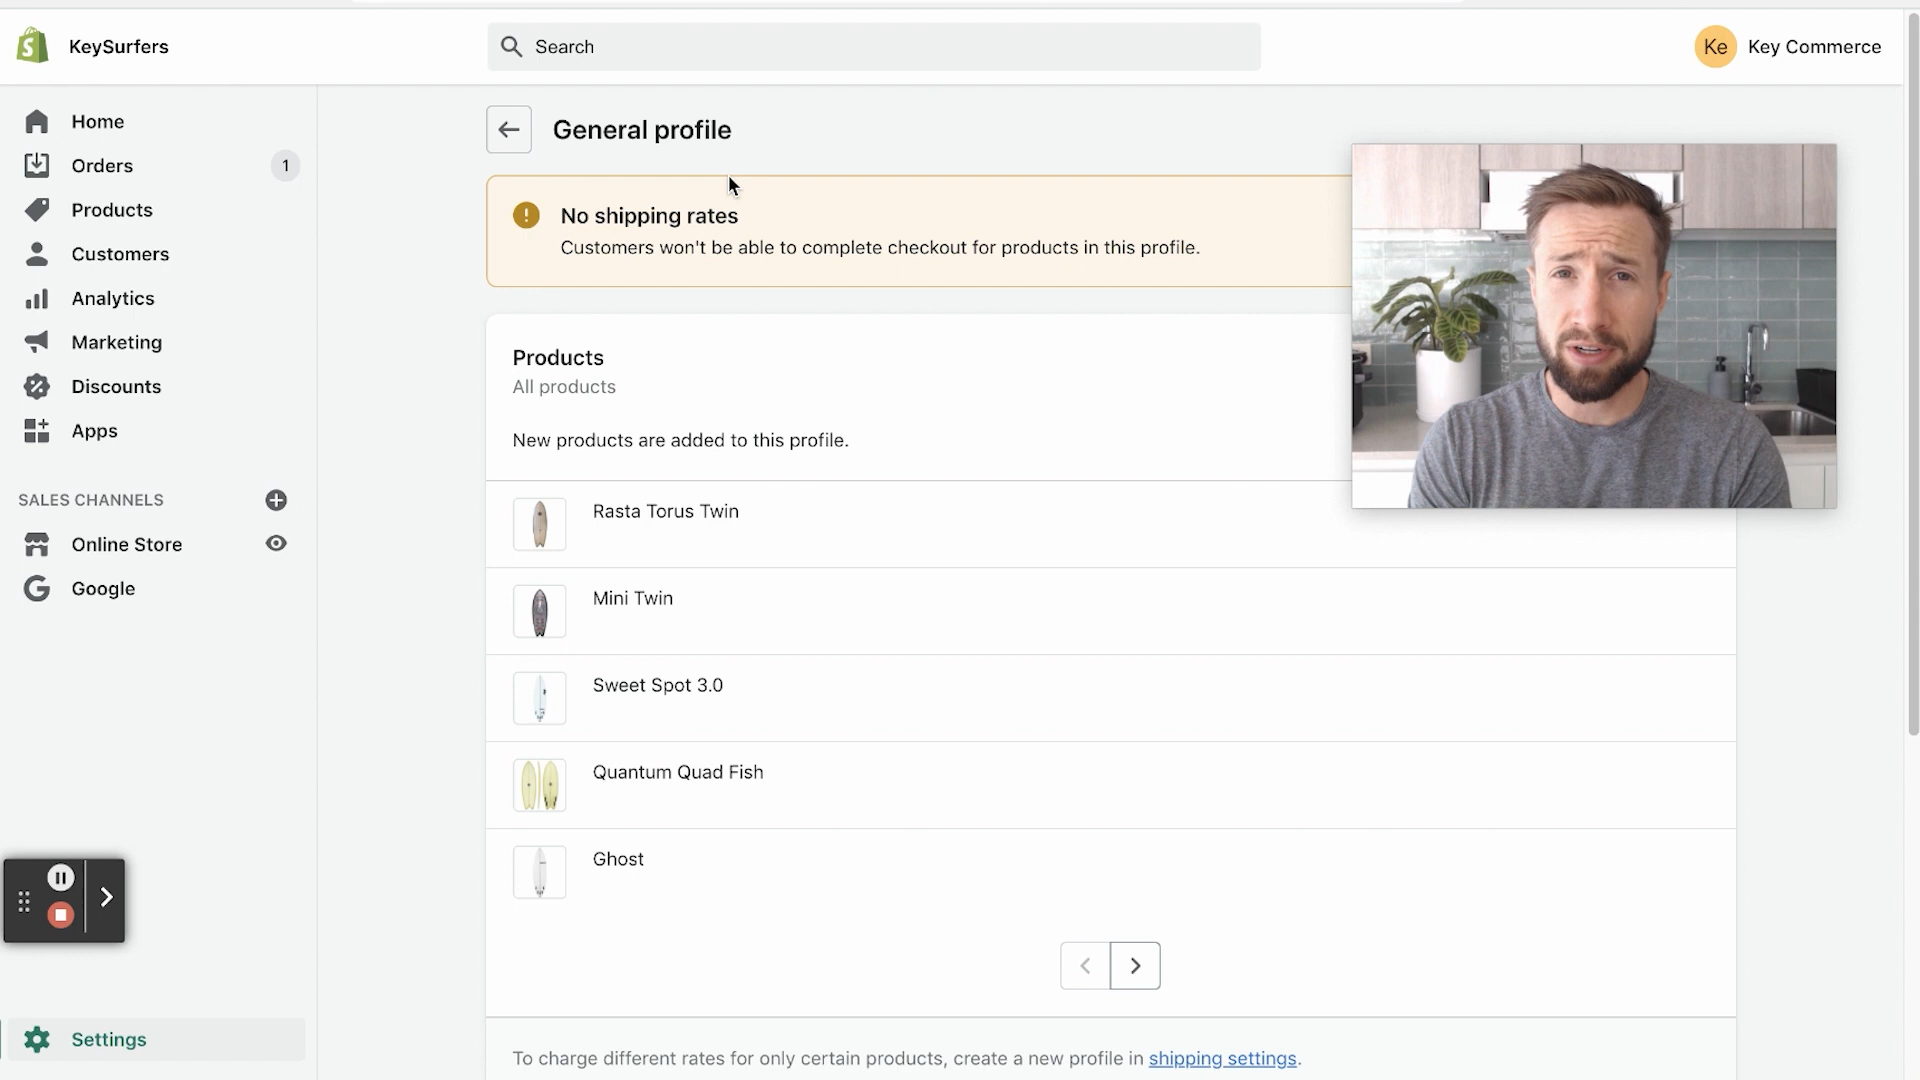 KeySurfers
Search
Ke
Key Commerce
Home
Orders
1
Products
Customers
Analytics
Marketing
Discounts
Apps
SALES CHANNELS
Online Store
Google
Settings
General profile
No shipping rates
Customers won't be able to complete checkout for products in this profile.
Products
All products
New products are added to this profile.
Rasta Torus Twin
Mini Twin
Sweet Spot 3.0
Quantum Quad Fish
Ghost
To charge different rates for only certain products, create a new profile in shipping settings.